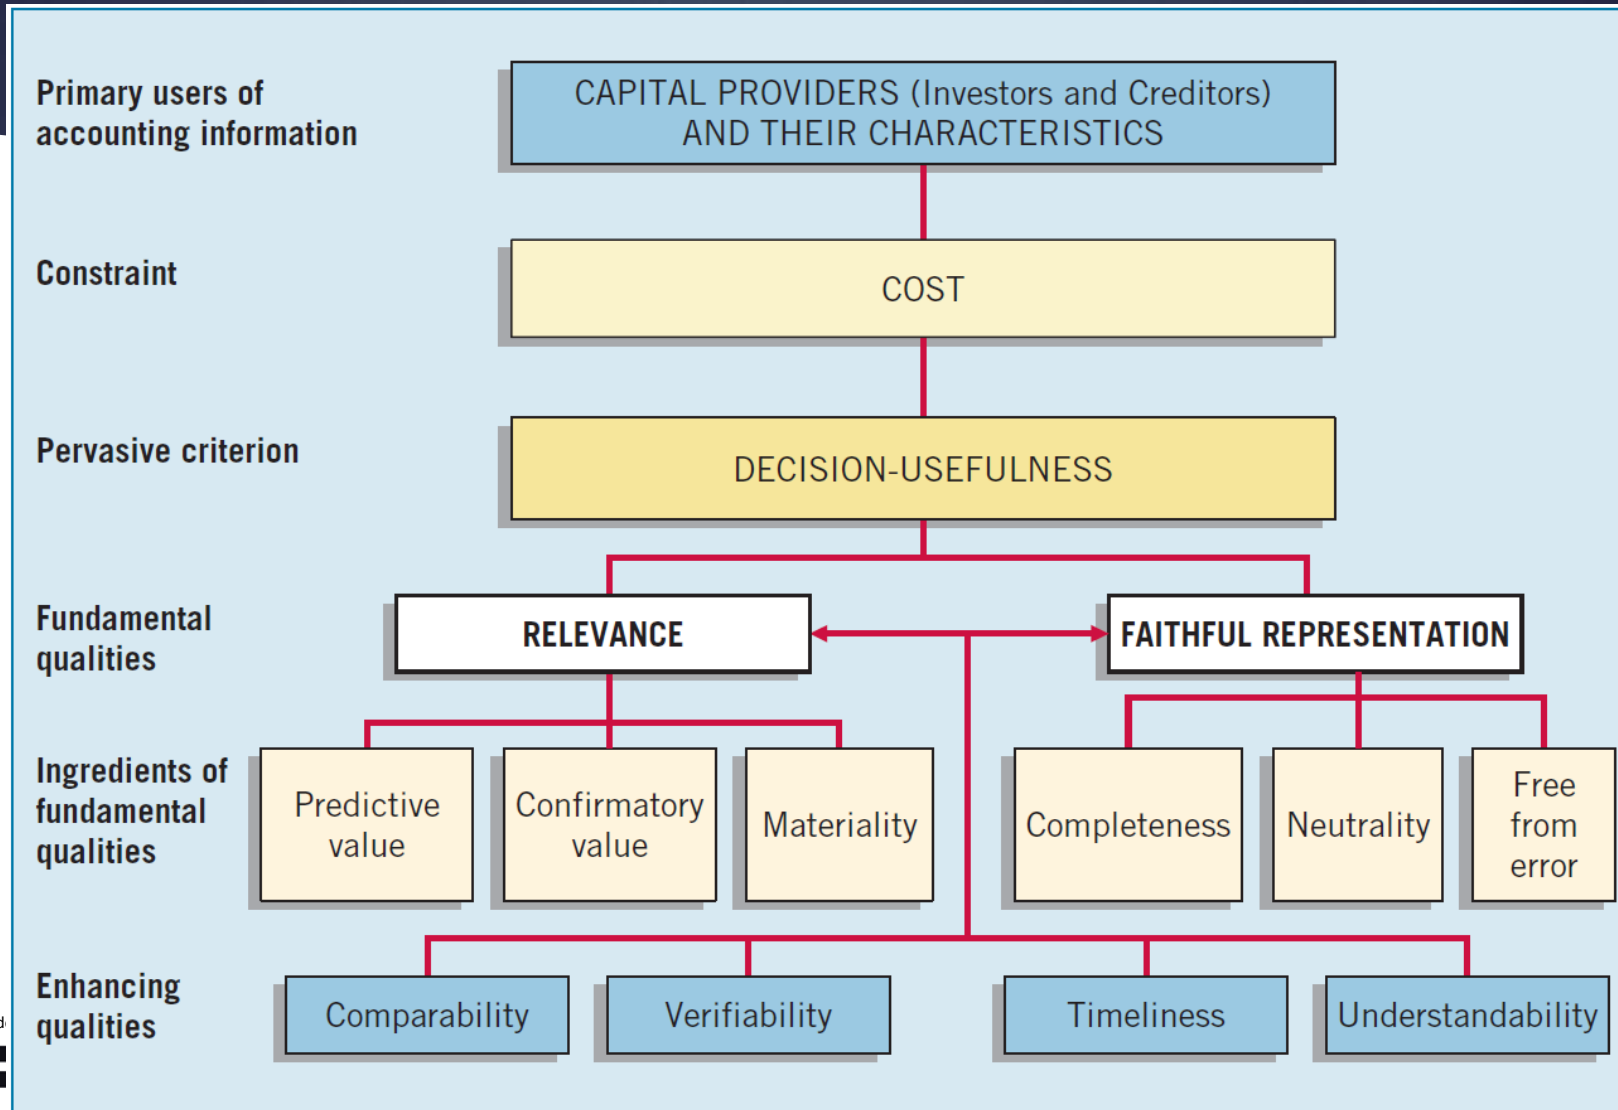 Primary users of
accounting information
CAPITAL PROVIDERS (Investors and Creditors)
AND THEIR CHARACTERISTICS
Constraint
COST
Pervasive criterion
DECISION-USEFULNESS
Fundamental
qualities
RELEVANCE
FAITHFUL REPRESENTATION
Ingredients of
fundamental
qualities
Predictive
value
Confirmatory
value
Materiality
Completeness
Neutrality
Free
from
error
Enhancing
qualities
Comparability
Verifiability
Timeliness
Understandability